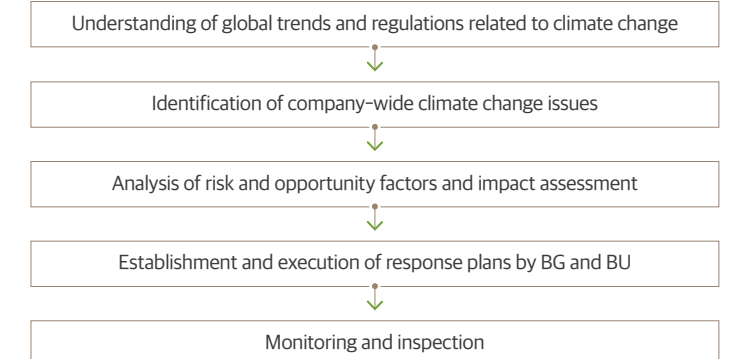 Understanding of global trends and regulations related to climate change
Identification of company-wide climate change issues
Analysis of risk and opportunity factors and impact assessment
Establishment and execution of response plans by BG and BU
Monitoring and inspection